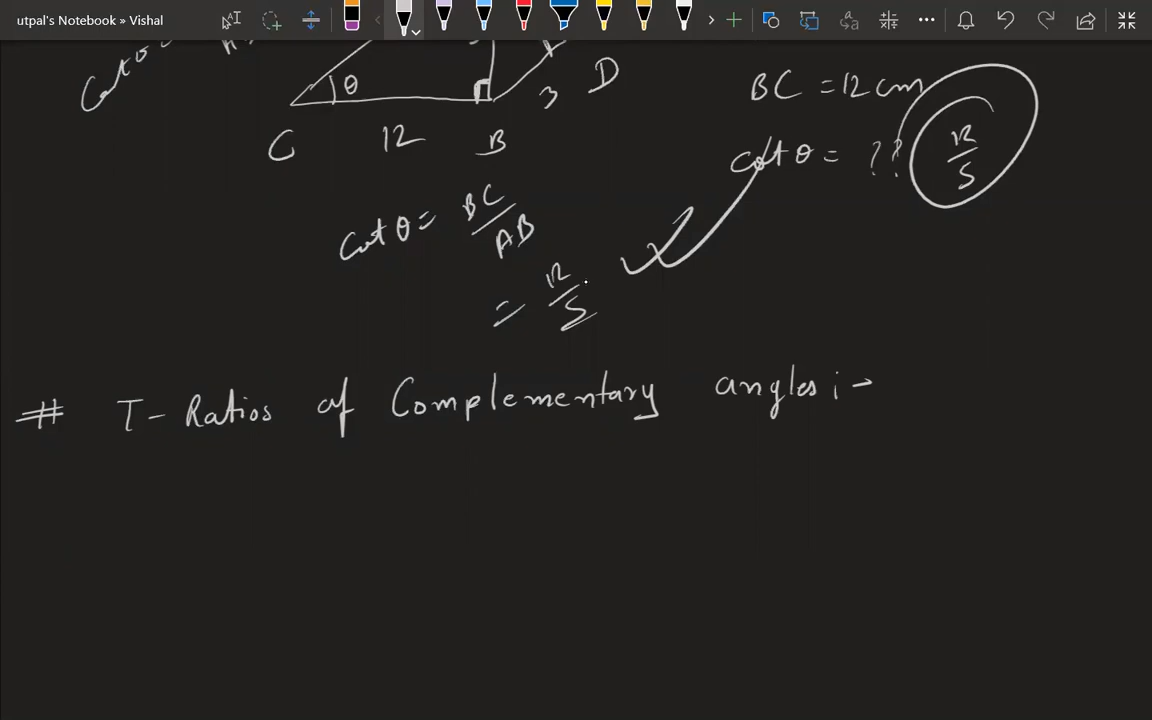 utpal's Notebook » Vishal
θ
3
D
C
12
B
BC = 12 cm
cot θ = ??
12/5
cot θ = BC/AB
= 12/5
# T-Ratios of Complementary angles :-